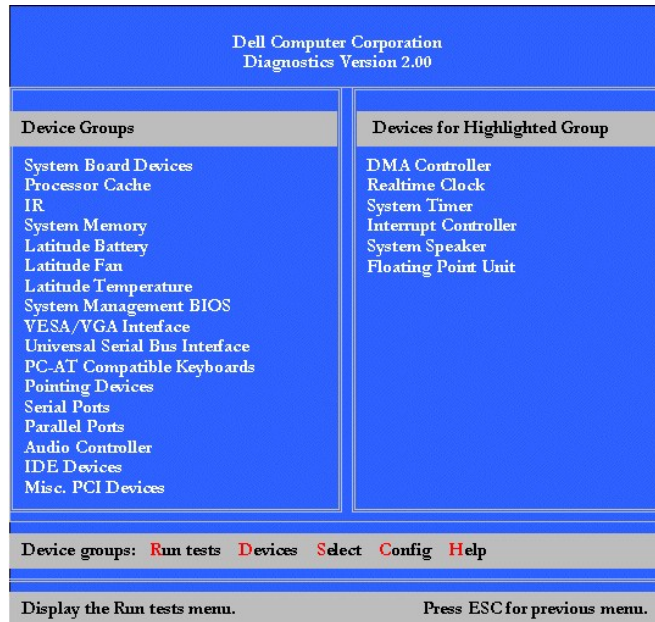 Dell Computer Corporation
Diagnostics Version 2.00
Device Groups
System Board Devices
Processor Cache
IR
System Memory
Latitude Battery
Latitude Fan
Latitude Temperature
System Management BIOS
VESA/VGA Interface
Universal Serial Bus Interface
PC-AT Compatible Keyboards
Pointing Devices
Serial Ports
Parallel Ports
Audio Controller
IDE Devices
Misc. PCI Devices
Devices for Highlighted Group
DMA Controller
Realtime Clock
System Timer
Interrupt Controller
System Speaker
Floating Point Unit
Device groups: Run tests Devices Select Config Help
Display the Run tests menu. Press ESC for previous menu.